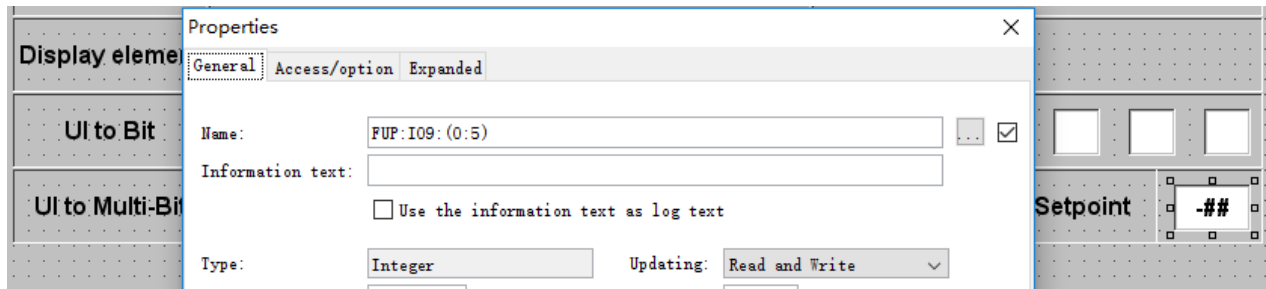 Properties
Display eleme
General Access/option Expanded
UI to Bit
Name: FUP:I09:(0:5) ...
Information text:
UI to Multi-Bi
Use the information text as log text
Setpoint -##
Type: Integer Updating: Read and Write